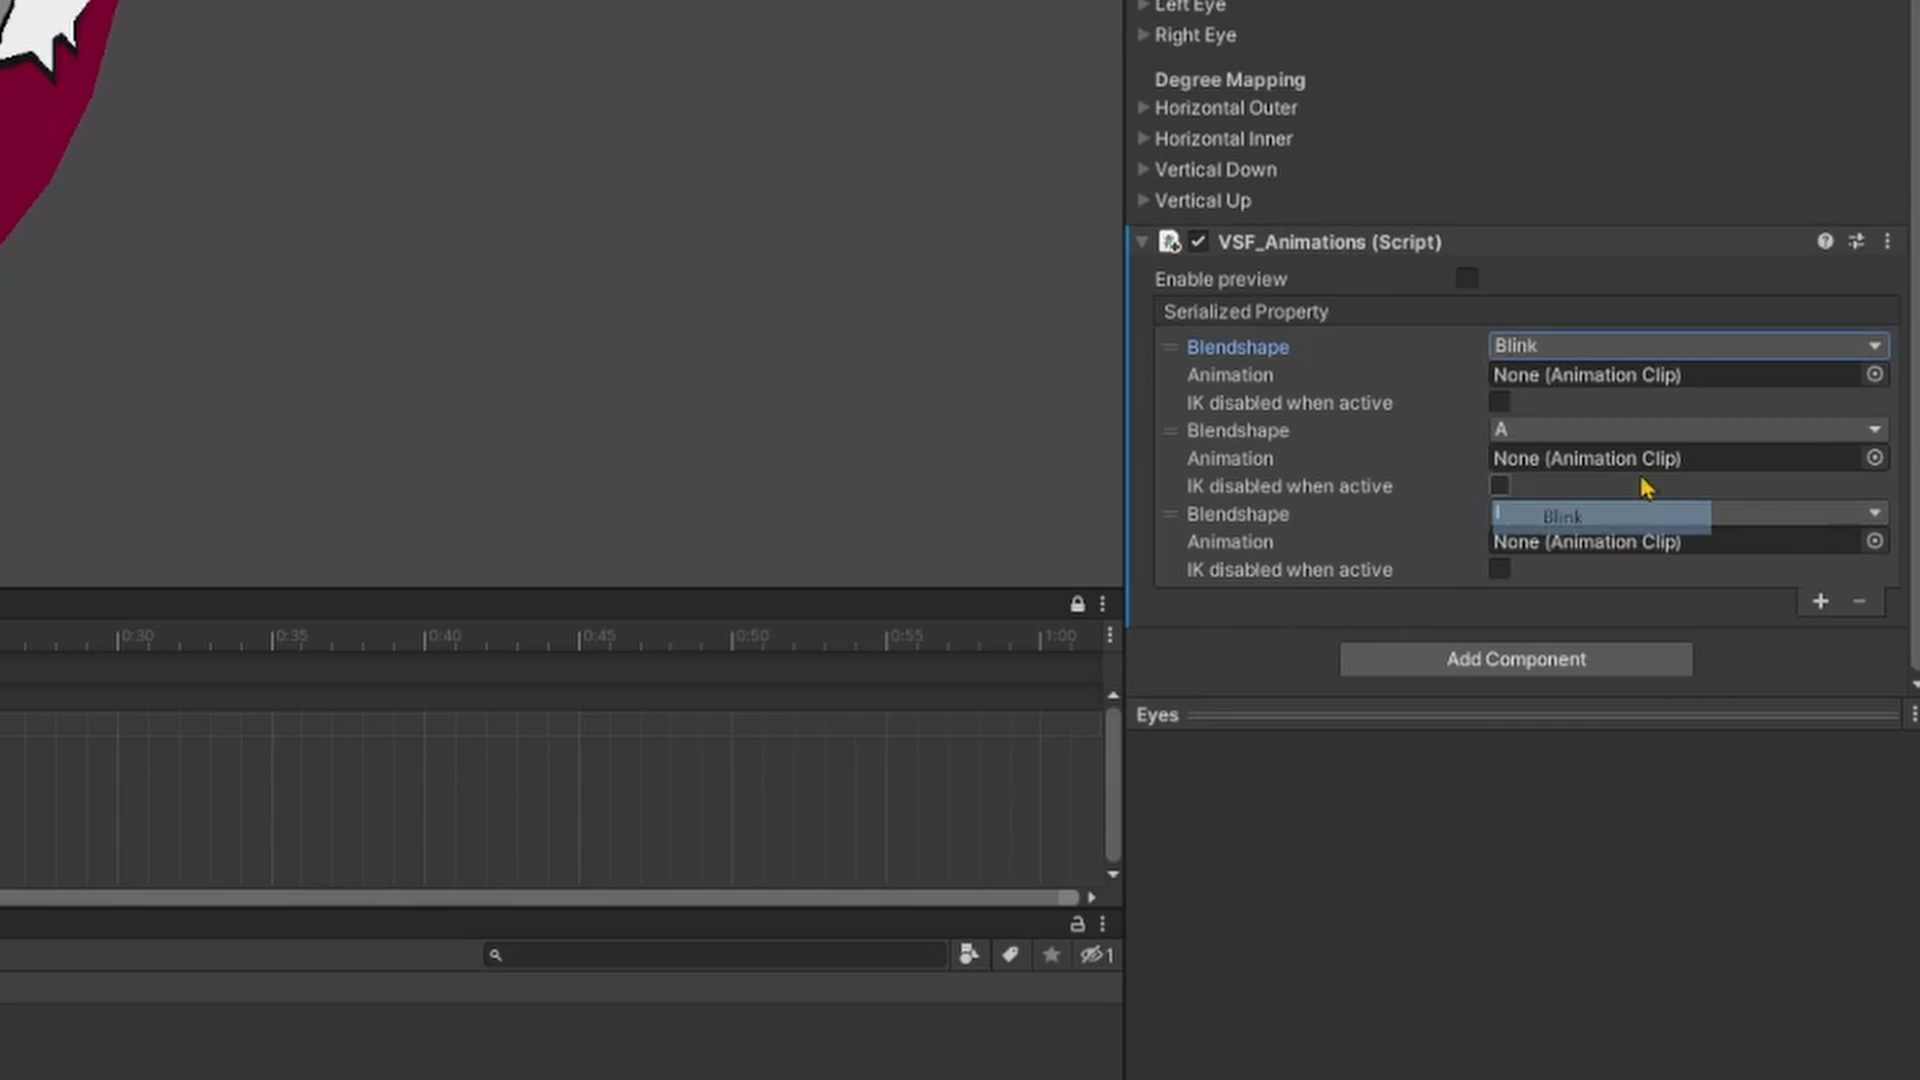 Left Eye
Right Eye
Degree Mapping
Horizontal Outer
Horizontal Inner
Vertical Down
Vertical Up
VSF_Animations (Script)
Enable preview
Serialized Property
Blendshape Blink
Animation None (Animation Clip)
IK disabled when active
Blendshape A
Animation None (Animation Clip)
IK disabled when active
Blendshape I Blink
Animation None (Animation Clip)
IK disabled when active
+ −
Add Component
Eyes
0:30 0:35 0:40 0:45 0:50 0:55 1:00
1